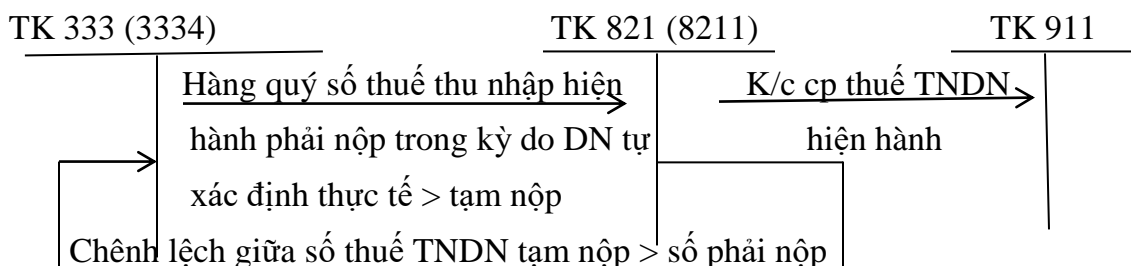 TK 333 (3334) TK 821 (8211) TK 911
Hàng quý số thuế thu nhập hiện K/c cp thuế TNDN
hành phải nộp trong kỳ do DN tự hiện hành
xác định thực tế > tạm nộp
Chênh lệch giữa số thuế TNDN tạm nộp > số phải nộp